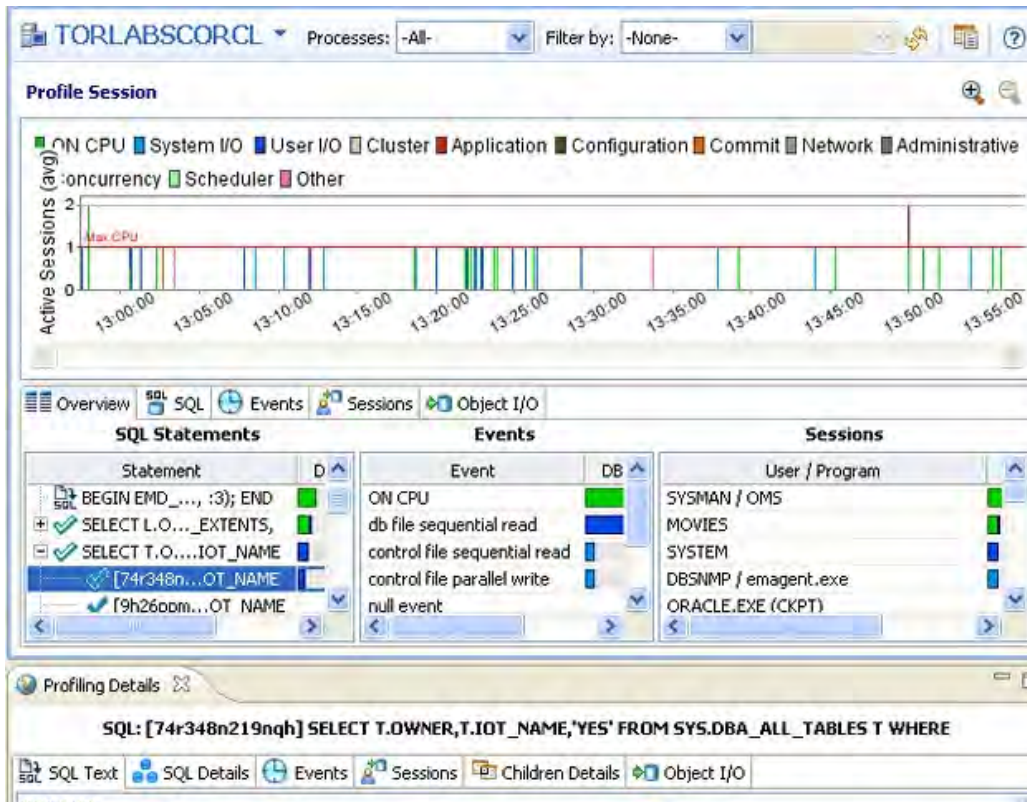 TORLABSCORCL Processes: -All- Filter by: -None-
Profile Session
ON CPU System I/O User I/O Cluster Application Configuration Commit Network Administrative
:oncurrency Scheduler Other
Active Sessions (avg)
2
Max CPU
1
0
13:00:00 13:05:00 13:10:00 13:15:00 13:20:00 13:25:00 13:30:00 13:35:00 13:40:00 13:45:00 13:50:00 13:55:00
Overview SQL Events Sessions Object I/O
SQL Statements Events Sessions
Statement D Event DB User / Program
BEGIN EMD_..., :3); END ON CPU SYSMAN / OMS
SELECT L.O..._EXTENTS, db file sequential read MOVIES
SELECT T.O....IOT_NAME control file sequential read SYSTEM
[74r348n...OT_NAME control file parallel write DBSNMP / emagent.exe
[9h26ppm...OT_NAME null event ORACLE.EXE (CKPT)
Profiling Details
SQL: [74r348n219nqh] SELECT T.OWNER,T.IOT_NAME,'YES' FROM SYS.DBA_ALL_TABLES T WHERE
SQL Text SQL Details Events Sessions Children Details Object I/O